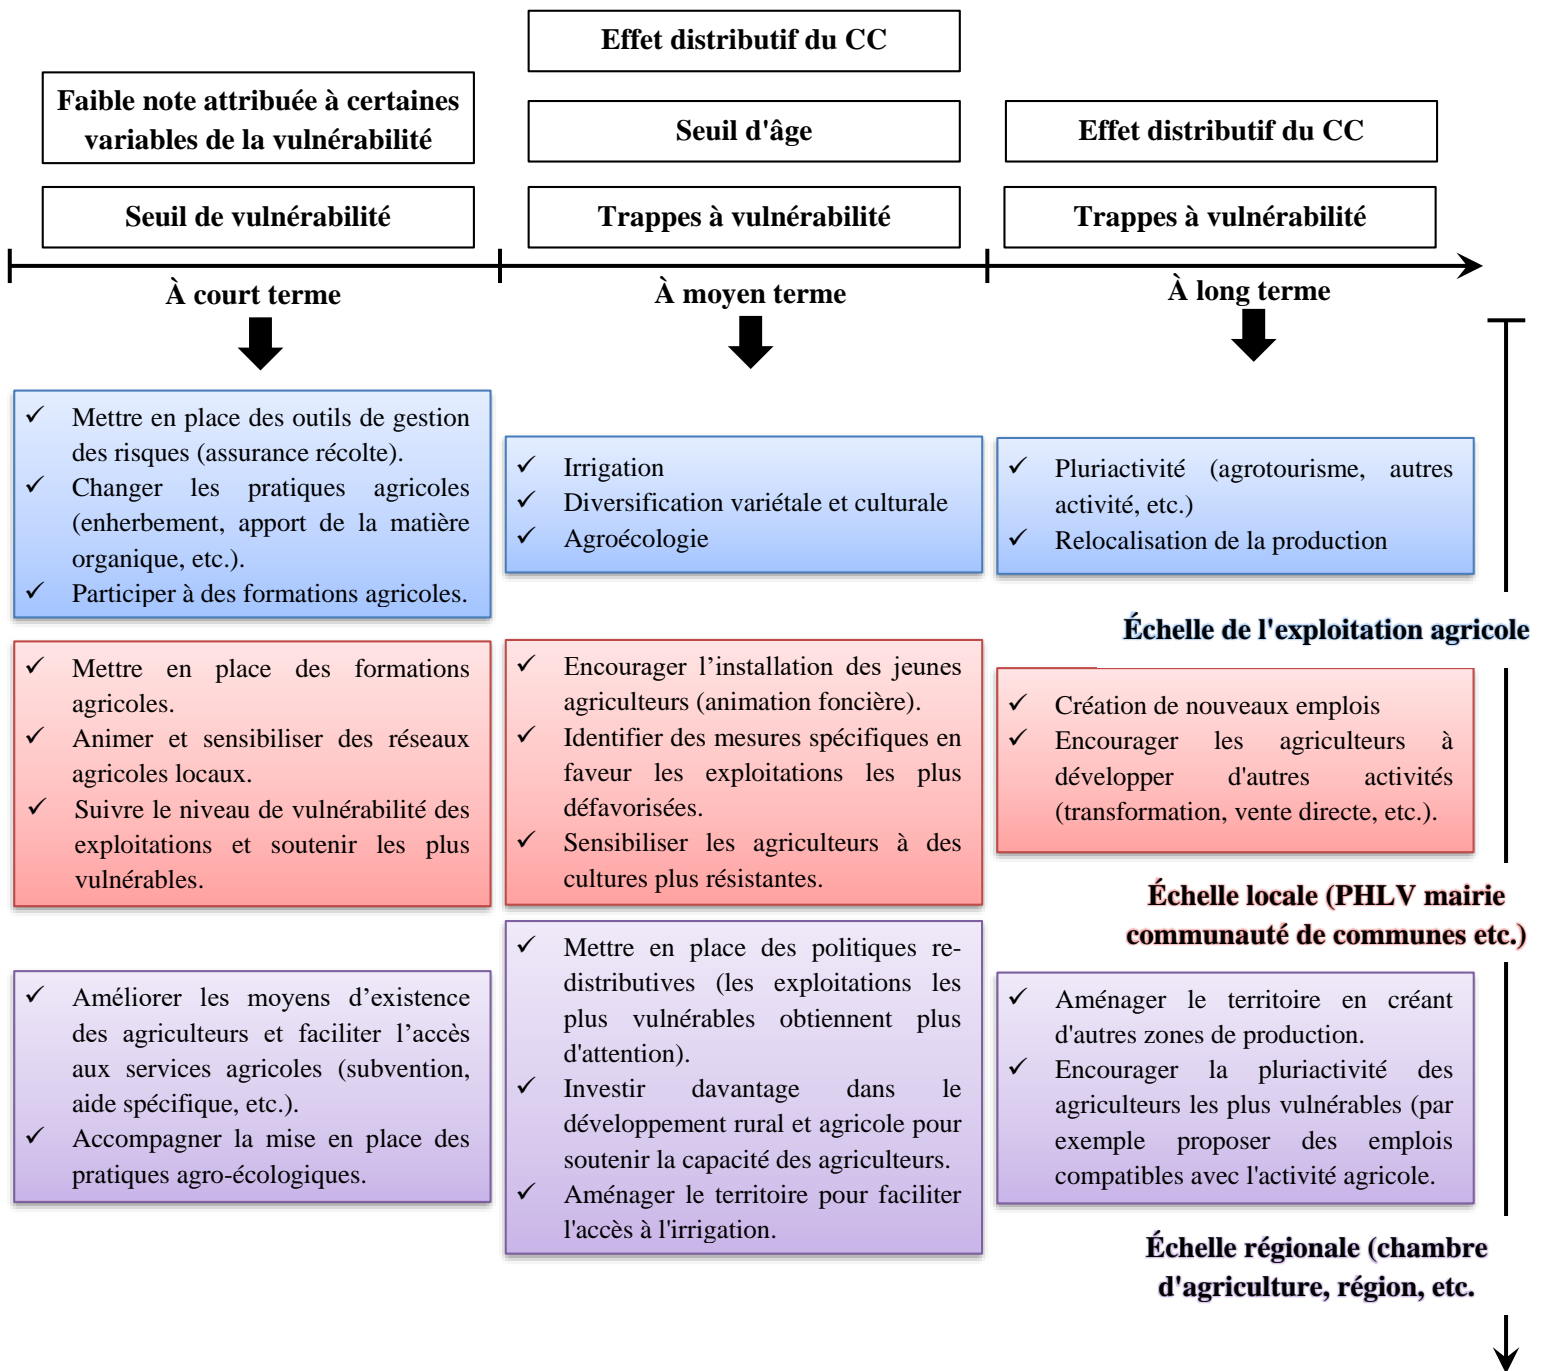 Effet distributif du CC
Faible note attribuée à certaines
variables de la vulnérabilité
Seuil d'âge
Effet distributif du CC
Seuil de vulnérabilité
Trappes à vulnérabilité
Trappes à vulnérabilité
À court terme
À moyen terme
À long terme
✓ Mettre en place des outils de gestion
des risques (assurance récolte).
✓ Changer les pratiques agricoles
(enherbement, apport de la matière
organique, etc.).
✓ Participer à des formations agricoles.
✓ Irrigation
✓ Diversification variétale et culturale
✓ Agroécologie
✓ Pluriactivité (agrotourisme, autres
activité, etc.)
✓ Relocalisation de la production
Échelle de l'exploitation agricole
✓ Mettre en place des formations
agricoles.
✓ Animer et sensibiliser des réseaux
agricoles locaux.
✓ Suivre le niveau de vulnérabilité des
exploitations et soutenir les plus
vulnérables.
✓ Encourager l’installation des jeunes
agriculteurs (animation foncière).
✓ Identifier des mesures spécifiques en
faveur les exploitations les plus
défavorisées.
✓ Sensibiliser les agriculteurs à des
cultures plus résistantes.
✓ Création de nouveaux emplois
✓ Encourager les agriculteurs à
développer d'autres activités
(transformation, vente directe, etc.).
Échelle locale (PHLV mairie
communauté de communes etc.)
✓ Améliorer les moyens d’existence
des agriculteurs et faciliter l’accès
aux services agricoles (subvention,
aide spécifique, etc.).
✓ Accompagner la mise en place des
pratiques agro-écologiques.
✓ Mettre en place des politiques re-
distributives (les exploitations les
plus vulnérables obtiennent plus
d'attention).
✓ Investir davantage dans le
développement rural et agricole pour
soutenir la capacité des agriculteurs.
✓ Aménager le territoire pour faciliter
l'accès à l'irrigation.
✓ Aménager le territoire en créant
d'autres zones de production.
✓ Encourager la pluriactivité des
agriculteurs les plus vulnérables (par
exemple proposer des emplois
compatibles avec l'activité agricole.
Échelle régionale (chambre
d'agriculture, région, etc.